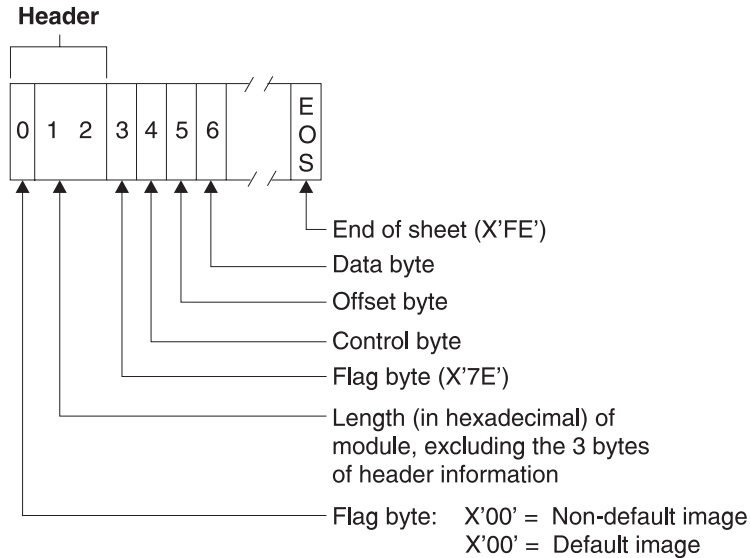 Header
0 1 2 3 4 5 6
E
O
S
End of sheet (X'FE')
Data byte
Offset byte
Control byte
Flag byte (X'7E')
Length (in hexadecimal) of
module, excluding the 3 bytes
of header information
Flag byte: X'00' = Non-default image
X'00' = Default image